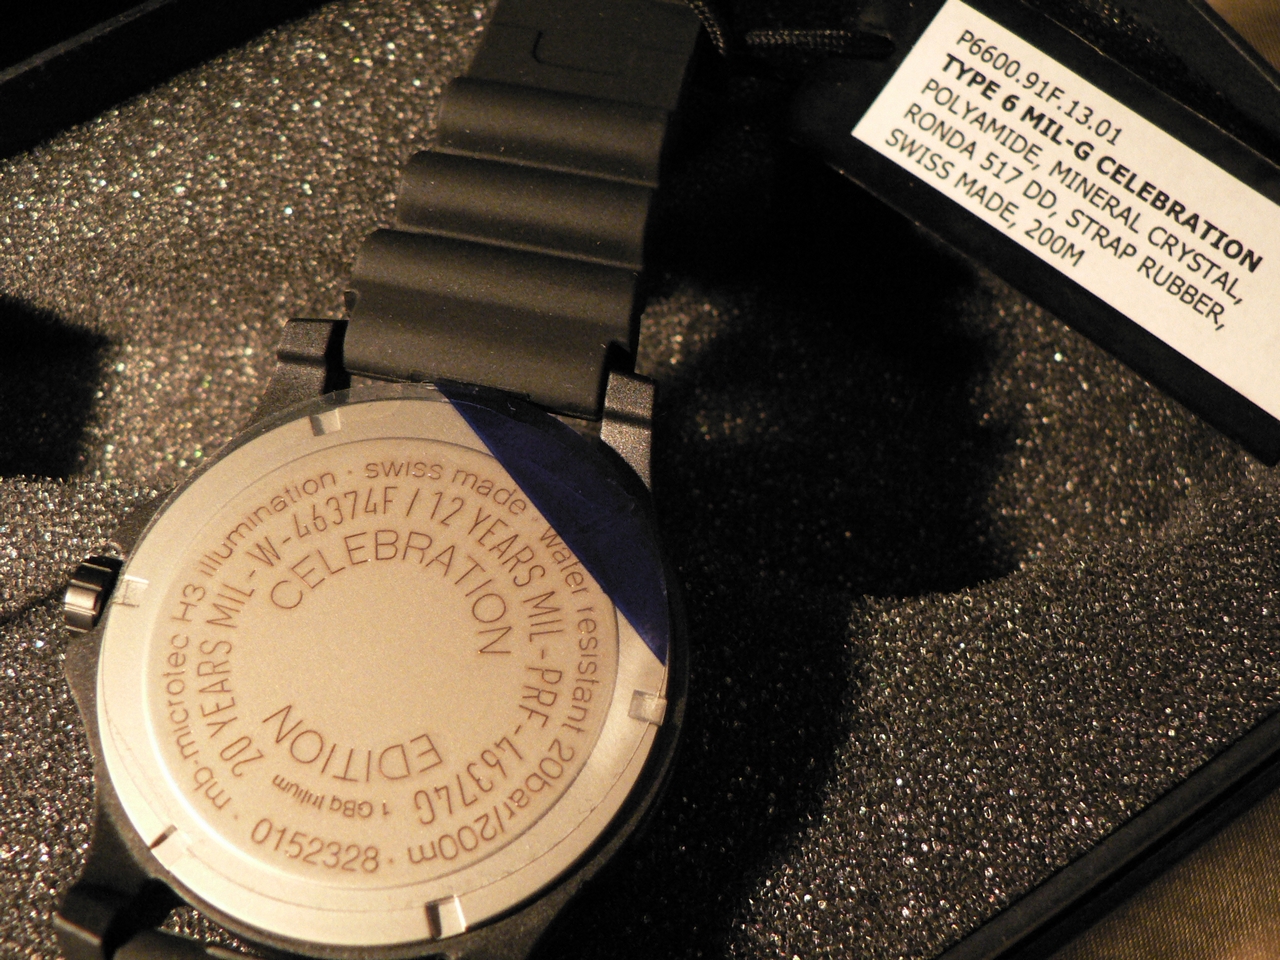 P6600.91F.13.01
TYPE 6 MIL-G CELEBRATION
POLYAMIDE, MINERAL CRYSTAL,
RONDA 517 DD, STRAP RUBBER,
SWISS MADE, 200M
mb-microtec H3 illumination · swiss made · water resistant 20bar/200m · 0152328 ·
20 YEARS MIL-W-46374F / 12 YEARS MIL-PRF-46374G
1 GBq tritium
CELEBRATION
EDITION